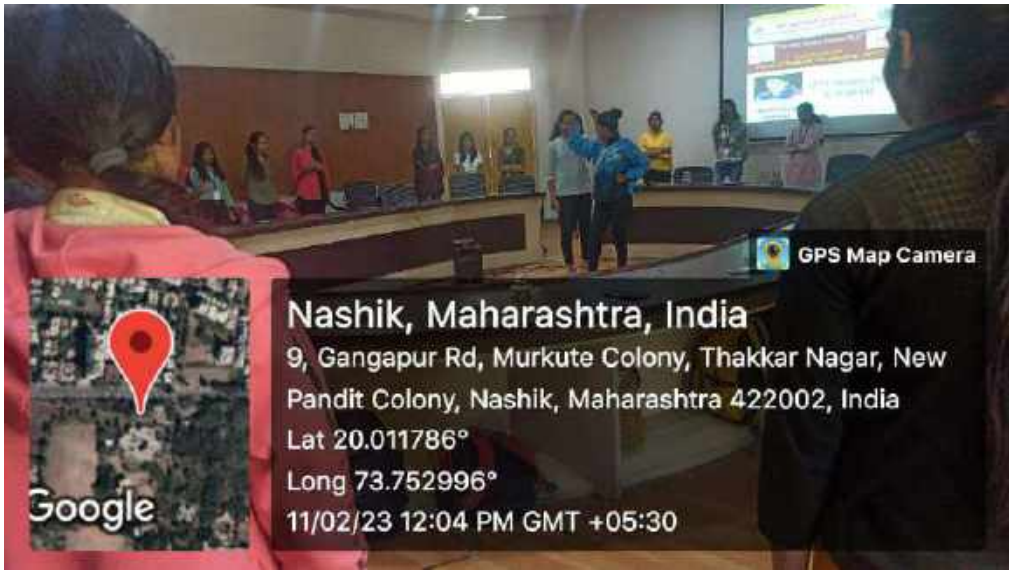 GPS Map Camera
Nashik, Maharashtra, India
9, Gangapur Rd, Murkute Colony, Thakkar Nagar, New
Pandit Colony, Nashik, Maharashtra 422002, India
Lat 20.011786°
Long 73.752996°
11/02/23 12:04 PM GMT +05:30
Google